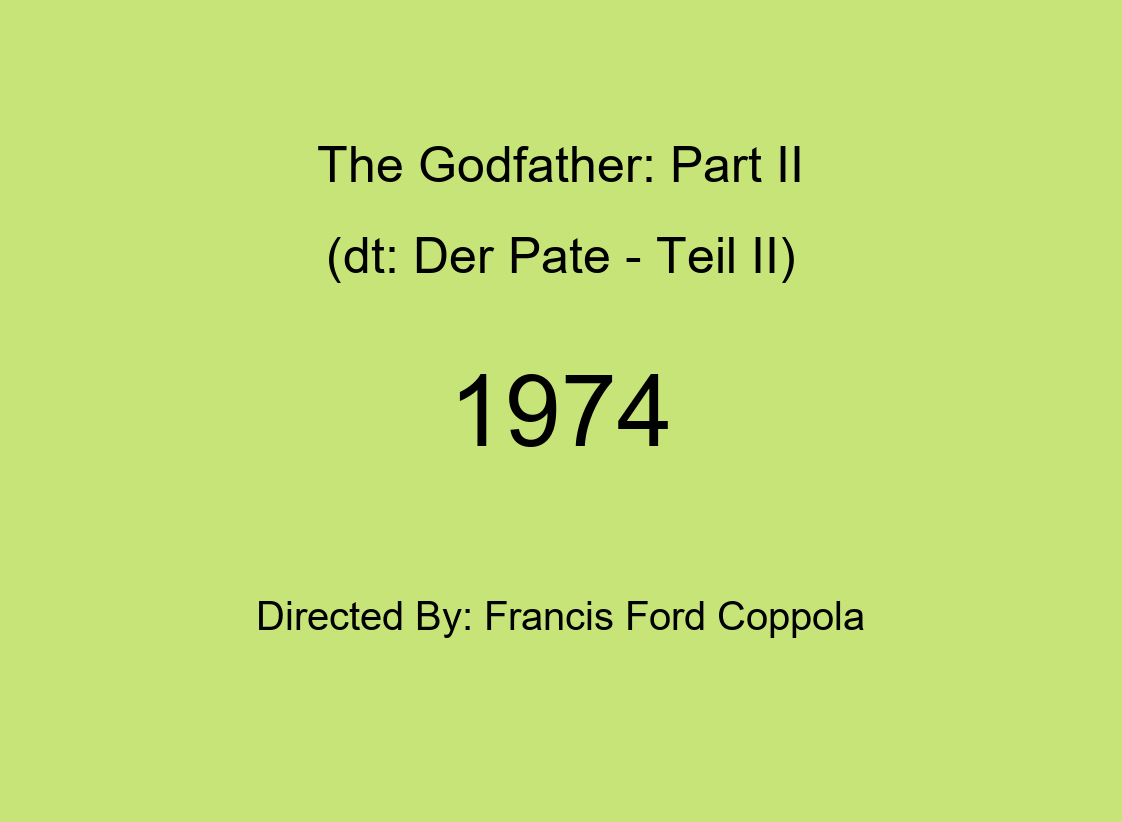 The Godfather: Part II
(dt: Der Pate - Teil II)
1974
Directed By: Francis Ford Coppola